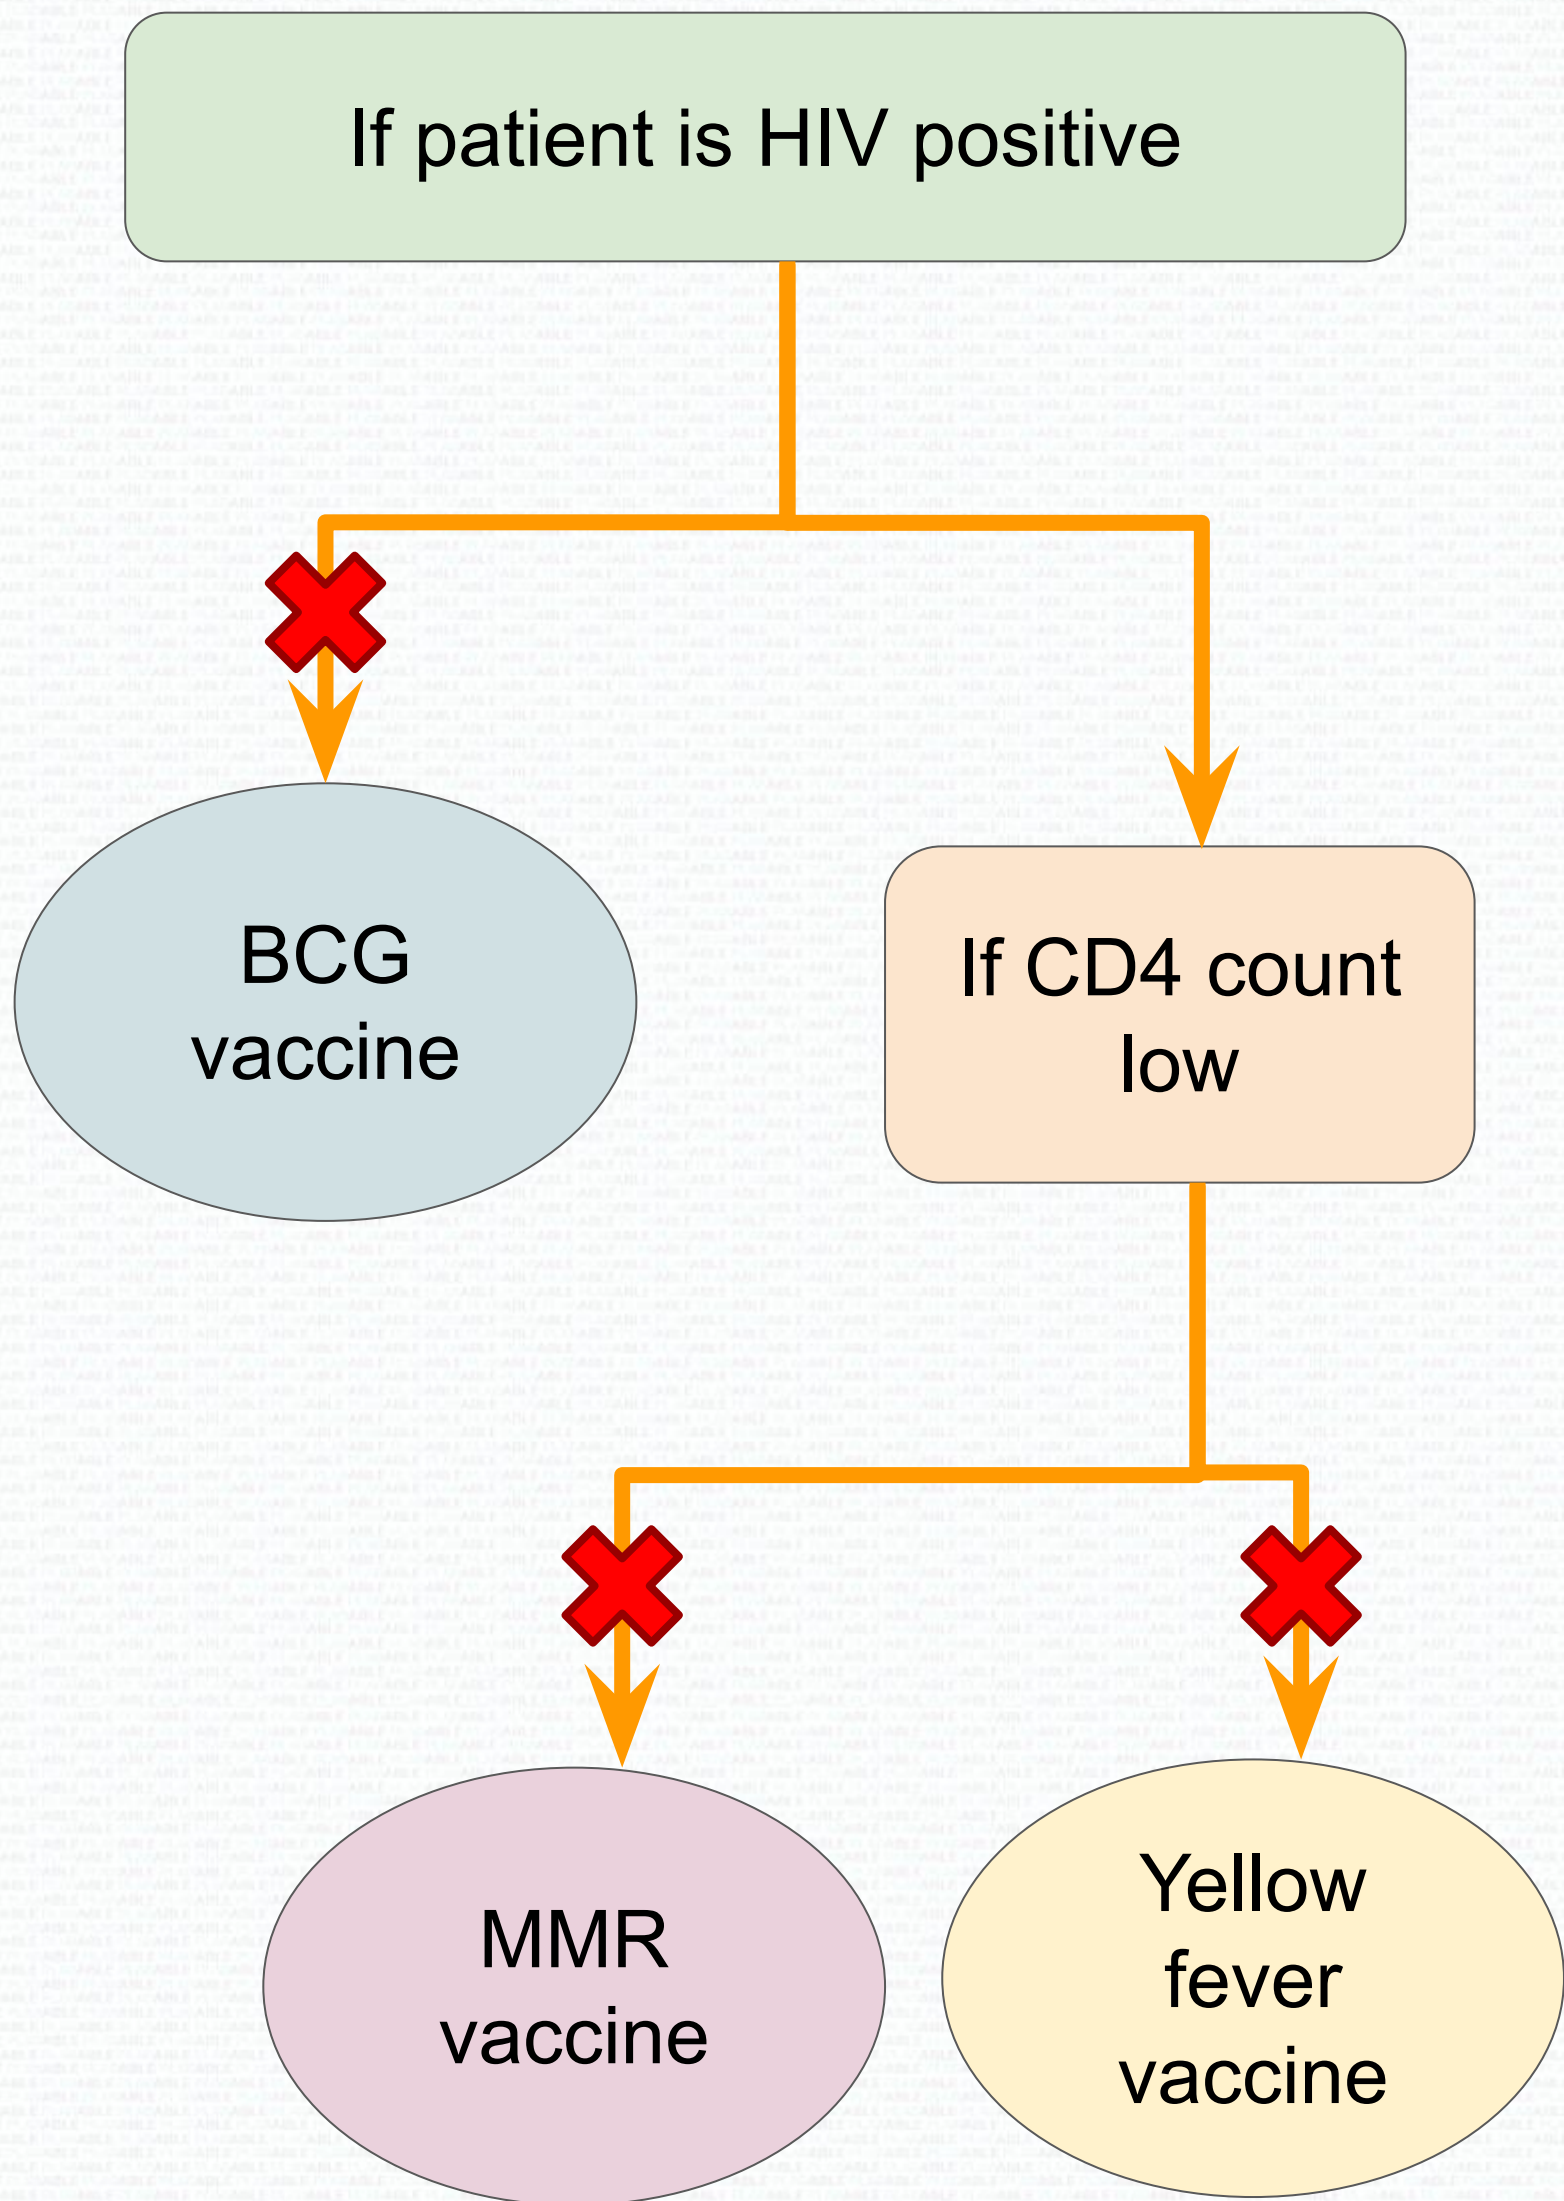 If patient is HIV positive
BCG
vaccine
If CD4 count
low
MMR
vaccine
Yellow
fever
vaccine